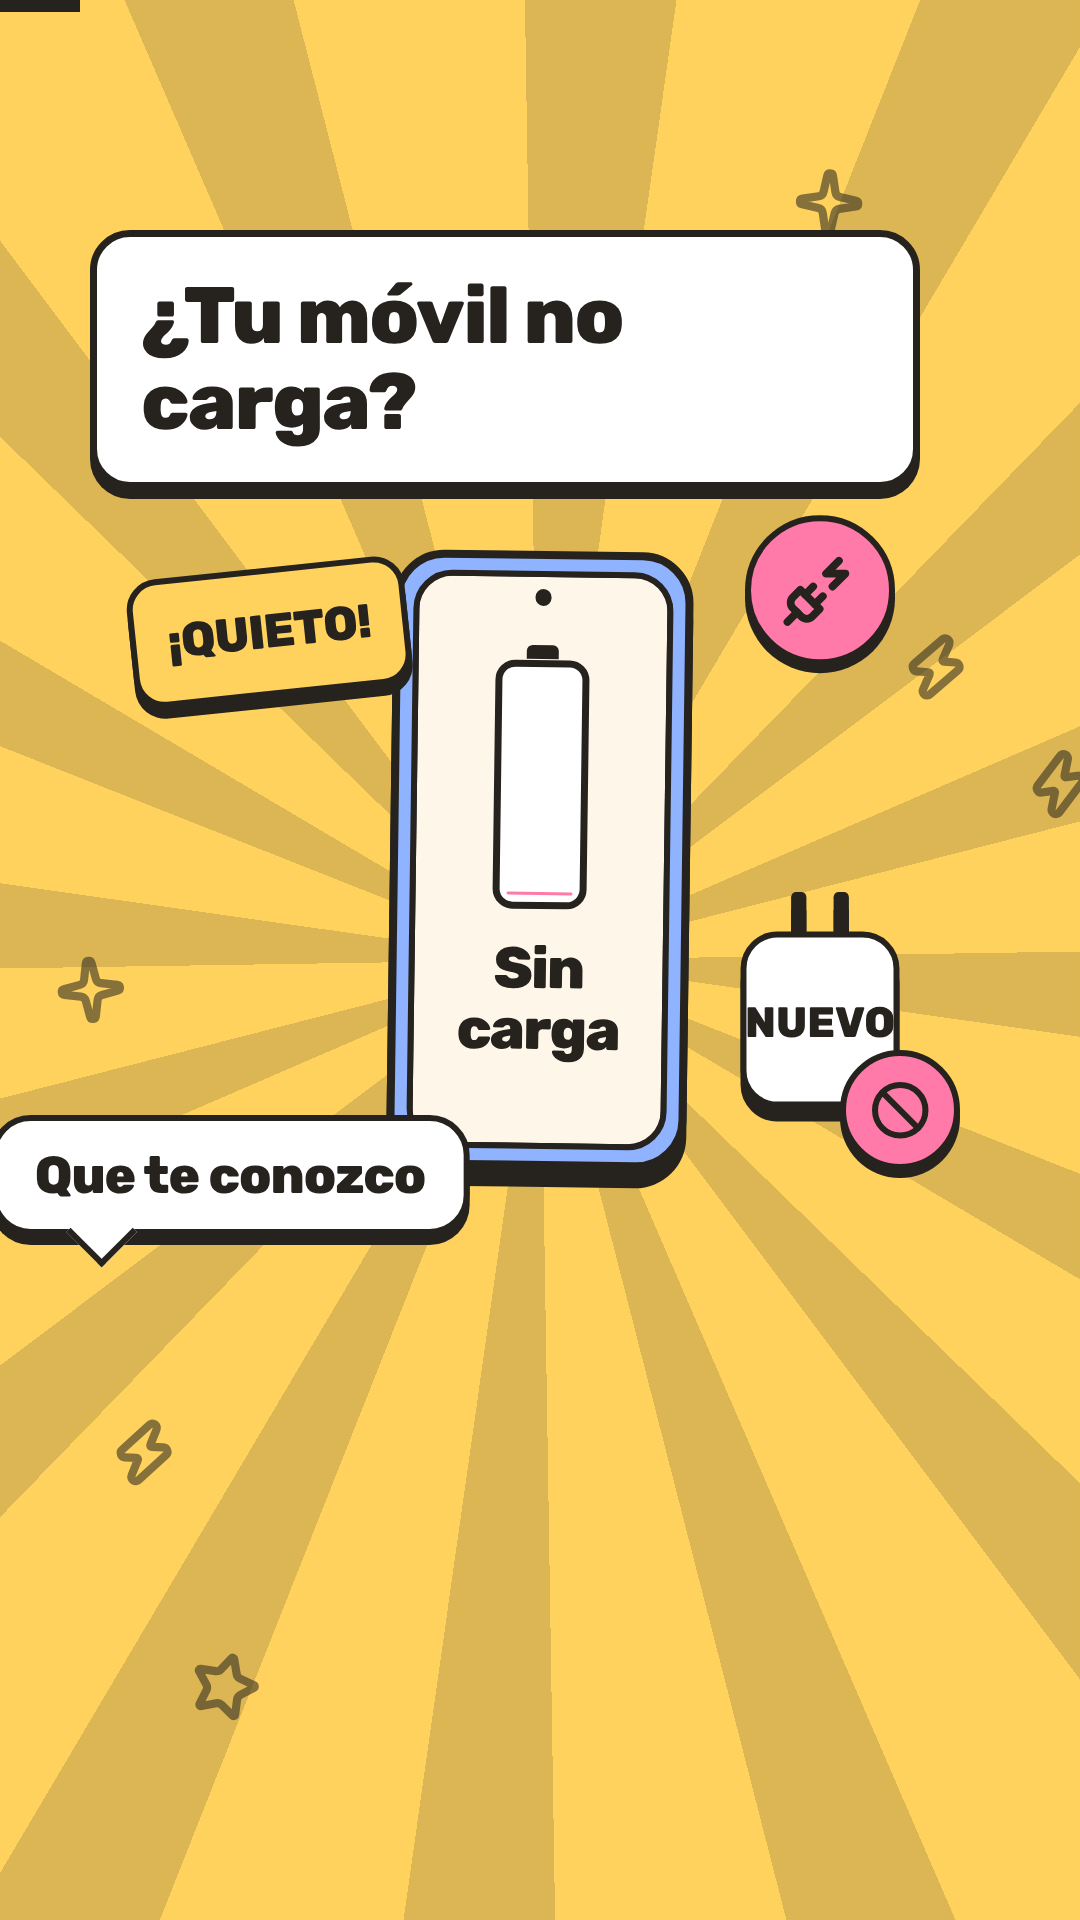 ¿Tu móvil no
carga?
¡QUIETO!
Sin
carga
NUEVO
Que te conozco